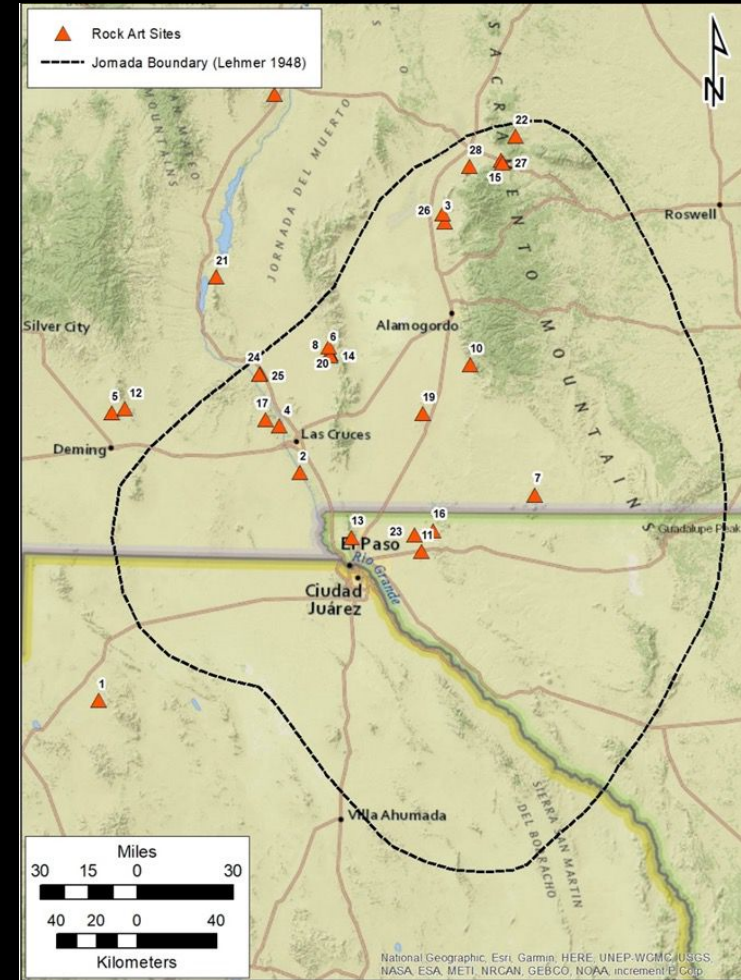 Rock Art Sites
Jornada Boundary (Lehmer 1948)
N
SACRAMENTO MOUNTAINS
JORNADA DEL MUERTO
MOUNTAINS
22
28
15
27
26
3
Roswell
21
Silver City
Alamogordo
6
8
14
20
10
24
25
5
12
17
4
19
Las Cruces
Deming
2
7
16
13
23
11
Guadalupe Peak
El Paso
Rio Grande
Ciudad
Juárez
1
Villa Ahumada
SIERRA SAN MARTIN
DEL BORRACHO
Miles
30 15 0 30
40 20 0 40
Kilometers
National Geographic, Esri, Garmin, HERE, UNEP-WCMC, USGS,
NASA, ESA, METI, NRCAN, GEBCO, NOAA, increment P Corp.